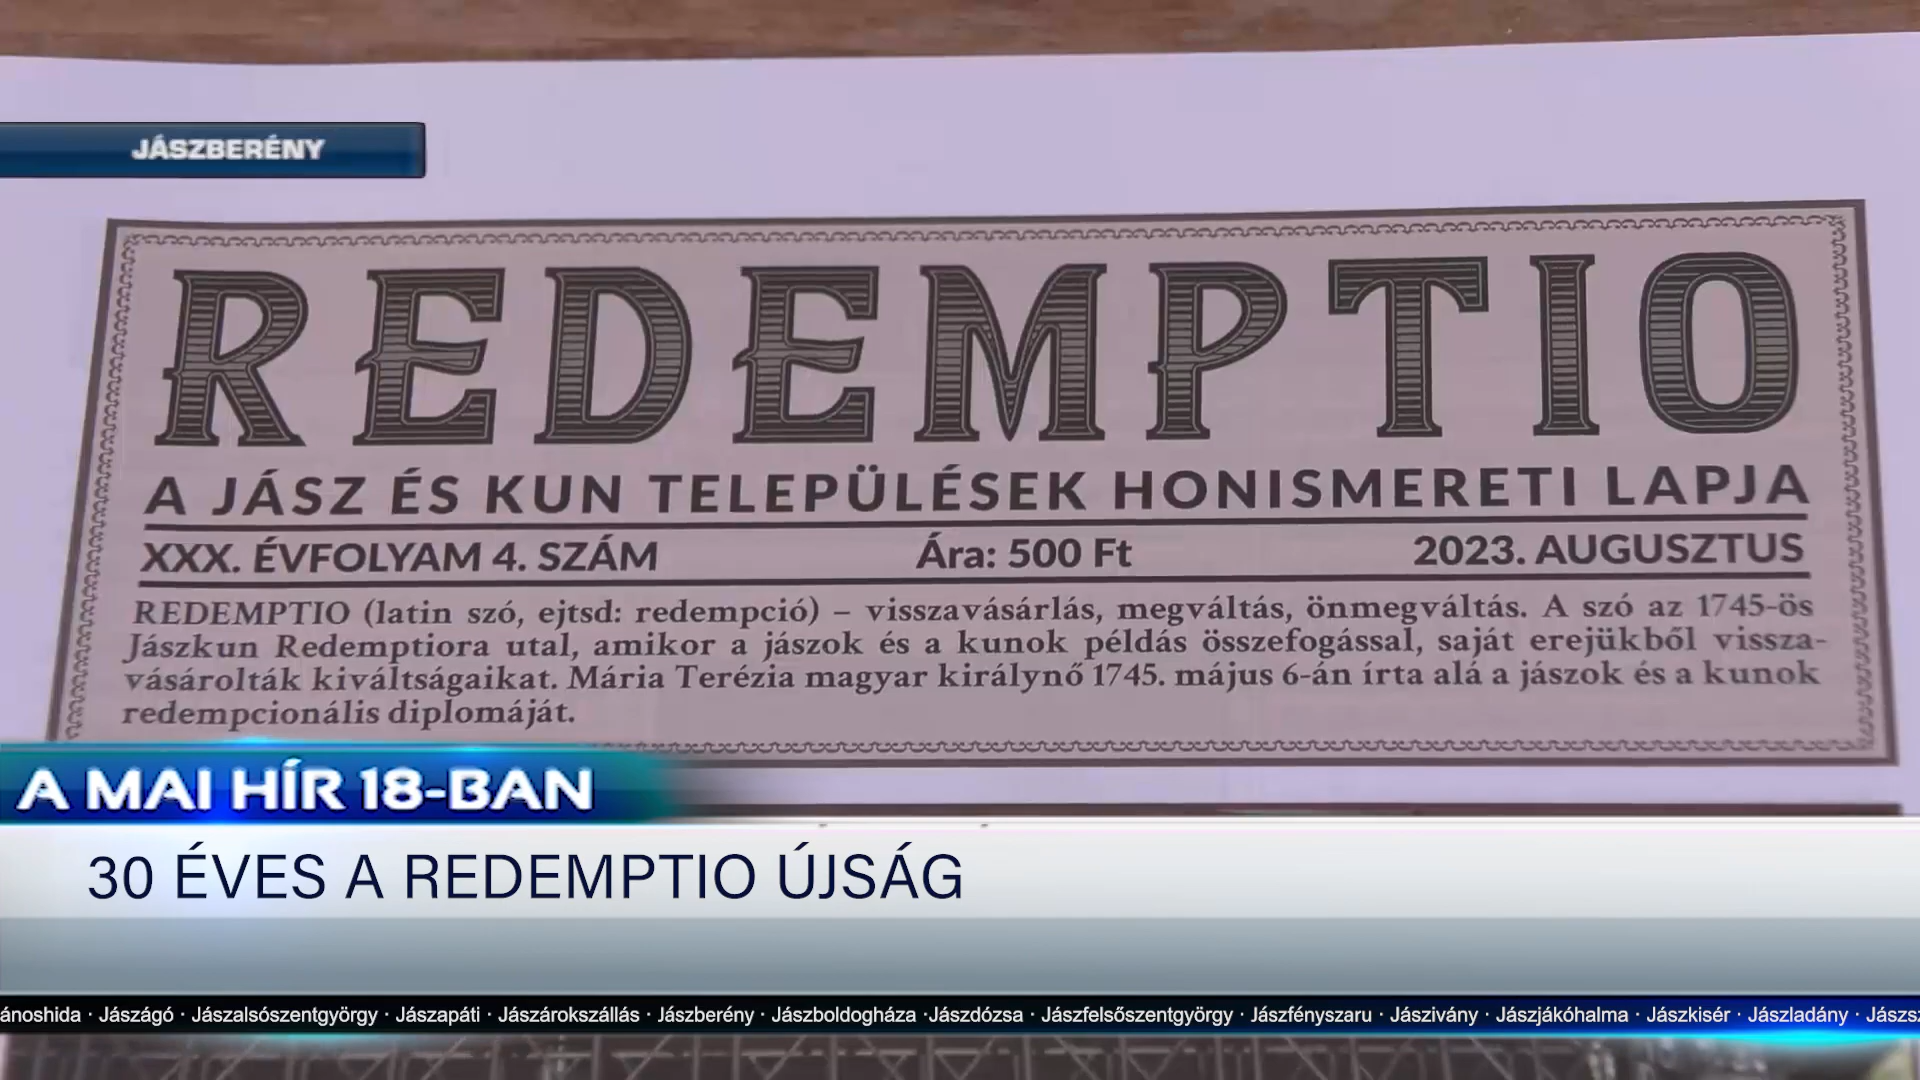 JÁSZBERÉNY
REDEMPTIO
A JÁSZ ÉS KUN TELEPÜLÉSEK HONISMERETI LAPJA
XXX. ÉVFOLYAM 4. SZÁM Ára: 500 Ft 2023. AUGUSZTUS
REDEMPTIO (latin szó, ejtsd: redempció) – visszavásárlás, megváltás, önmegváltás. A szó az 1745-ös
Jászkun Redemptiora utal, amikor a jászok és a kunok példás összefogással, saját erejükből vissza-
vásárolták kiváltságaikat. Mária Terézia magyar királynő 1745. május 6-án írta alá a jászok és a kunok
redempcionális diplomáját.
A MAI HÍR 18-BAN
30 ÉVES A REDEMPTIO ÚJSÁG
ánoshida · Jászágó · Jászalsószentgyörgy · Jászapáti · Jászárokszállás · Jászberény · Jászboldogháza ·Jászdózsa · Jászfelsőszentgyörgy · Jászfényszaru · Jászivány · Jászjákóhalma · Jászkisér · Jászladány · Jászs